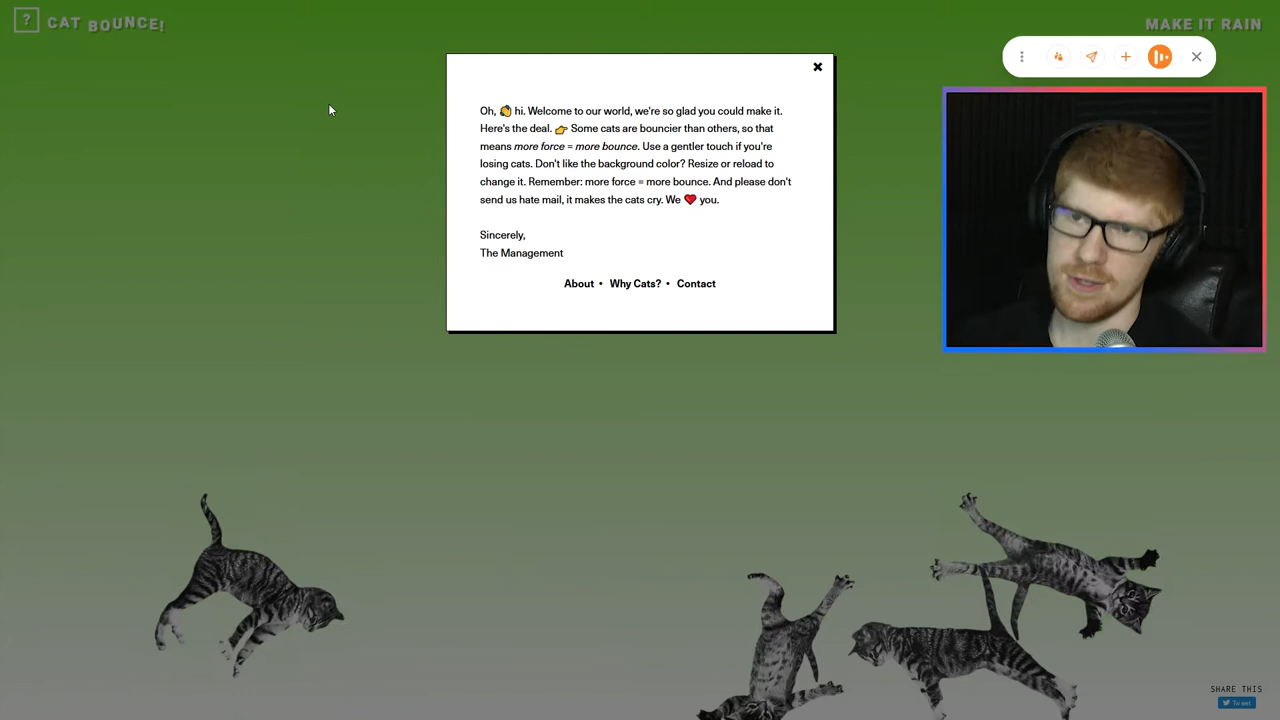 ? CAT BOUNCE!
MAKE IT RAIN
Oh, 👋 hi. Welcome to our world, we're so glad you could make it.
Here's the deal. 👉 Some cats are bouncier than others, so that
means more force = more bounce. Use a gentler touch if you're
losing cats. Don't like the background color? Resize or reload to
change it. Remember: more force = more bounce. And please don't
send us hate mail, it makes the cats cry. We ❤️ you.
Sincerely,
The Management
About • Why Cats? • Contact
SHARE THIS
Tweet